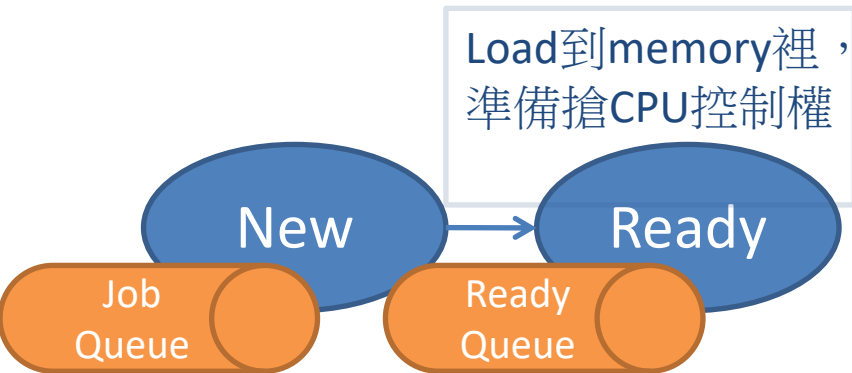 Load到memory裡，
準備搶CPU控制權
New
Ready
Job
Queue
Ready
Queue